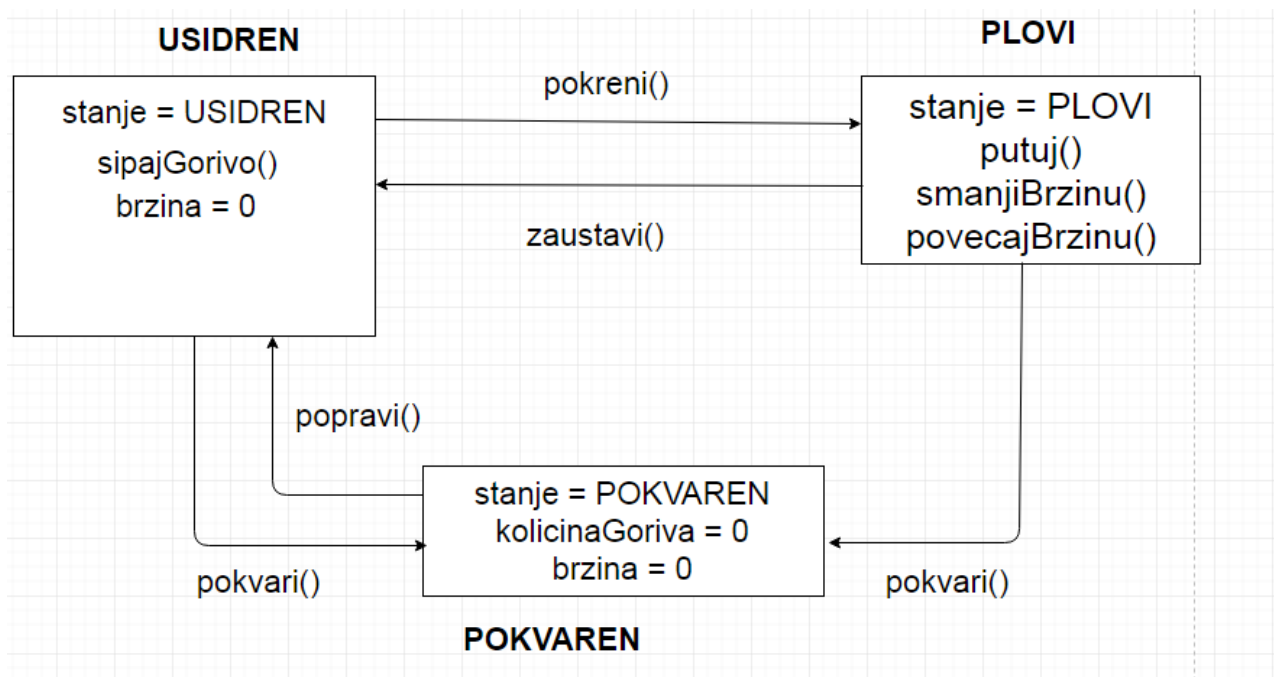 USIDREN
PLOVI
stanje = USIDREN
sipajGorivo()
brzina = 0
pokreni()
zaustavi()
stanje = PLOVI
putuj()
smanjiBrzinu()
povecajBrzinu()
popravi()
stanje = POKVAREN
kolicinaGoriva = 0
brzina = 0
pokvari()
pokvari()
POKVAREN